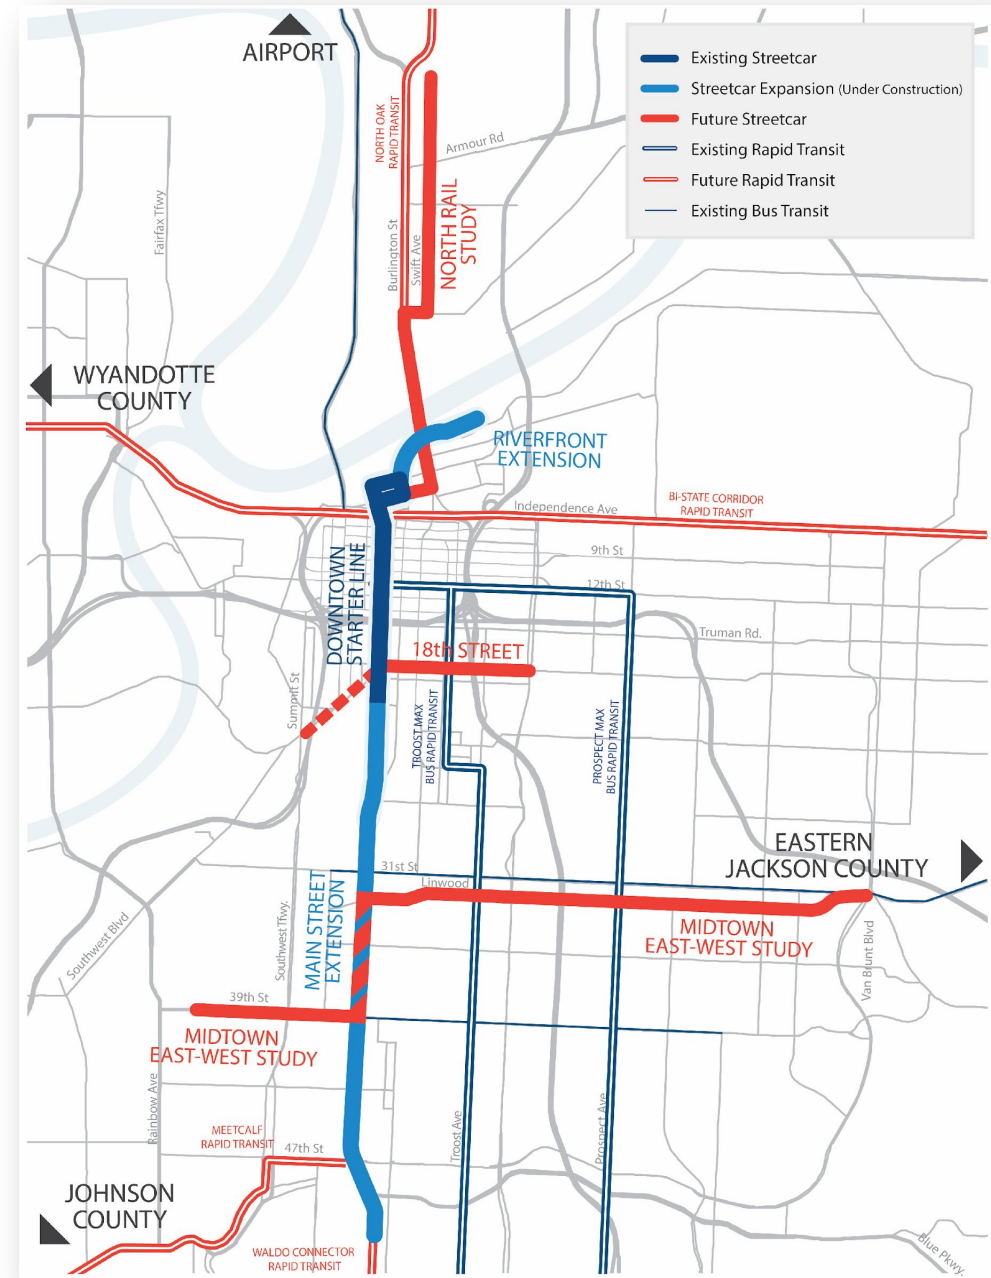 AIRPORT
Existing Streetcar
Streetcar Expansion (Under Construction)
Future Streetcar
Existing Rapid Transit
Future Rapid Transit
Existing Bus Transit
NORTH OAK
RAPID TRANSIT
Armour Rd
Fairfax Tfwy
Burlington St
Swift Ave
NORTH RAIL
STUDY
WYANDOTTE
COUNTY
RIVERFRONT
EXTENSION
BI-STATE CORRIDOR
RAPID TRANSIT
Independence Ave
9th St
12th St
DOWNTOWN
STARTER LINE
Truman Rd.
18th STREET
Summit St
TROOST MAX
BUS RAPID TRANSIT
PROSPECT MAX
BUS RAPID TRANSIT
EASTERN
JACKSON COUNTY
31st St
Linwood
MAIN STREET
EXTENSION
Southwest Blvd
Southwest Tfwy.
MIDTOWN
EAST-WEST STUDY
Van Brunt Blvd
39th St
MIDTOWN
EAST-WEST STUDY
Rainbow Ave
MEETCALF
RAPID TRANSIT
47th St
Troost Ave
Prospect Ave
JOHNSON
COUNTY
WALDO CONNECTOR
RAPID TRANSIT
Blue Pkwy.